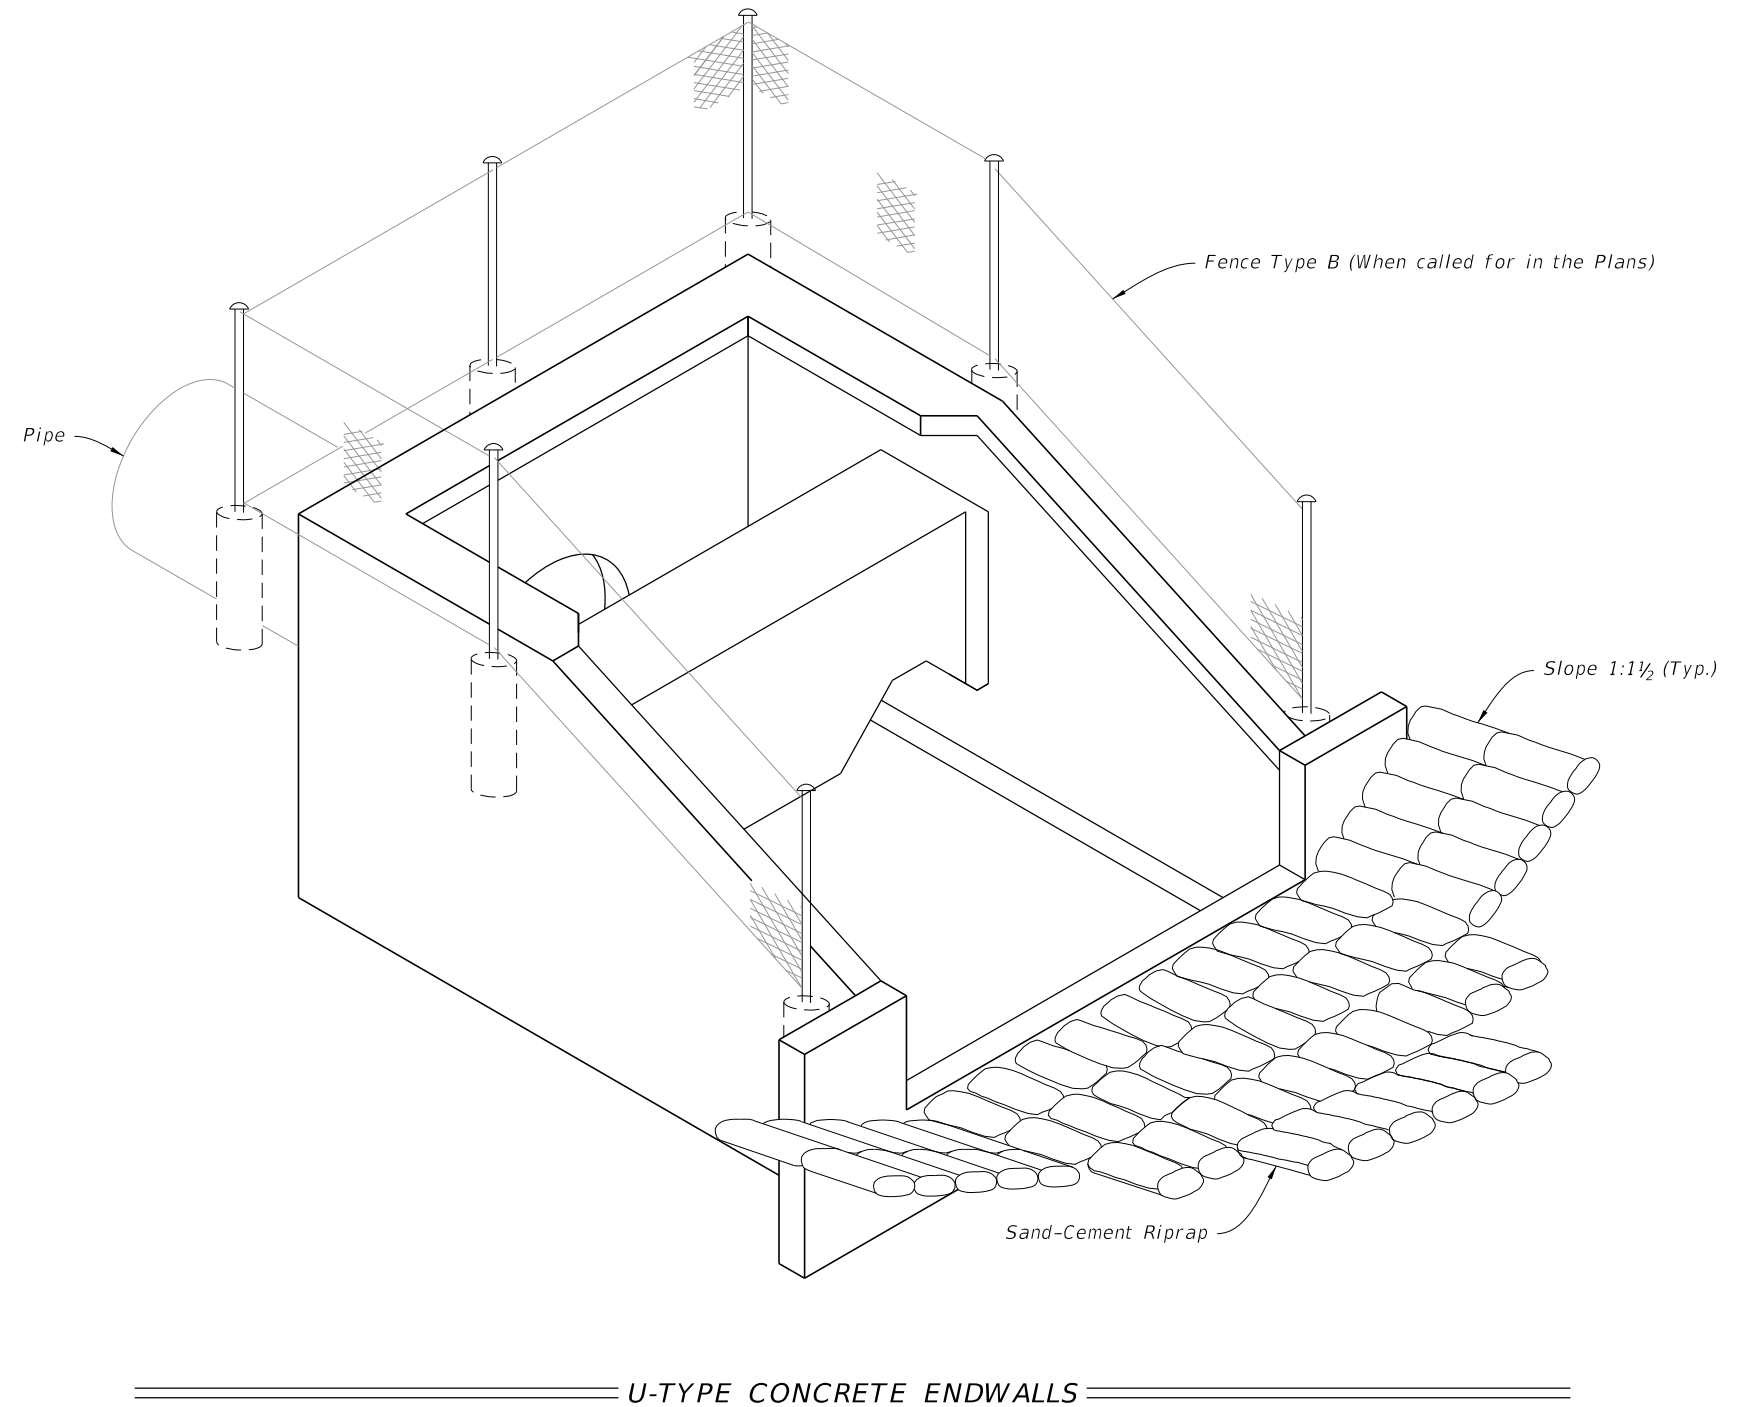 Fence Type B (When called for in the Plans)
Pipe
Slope 1:1½ (Typ.)
Sand-Cement Riprap
U-TYPE CONCRETE ENDWALLS